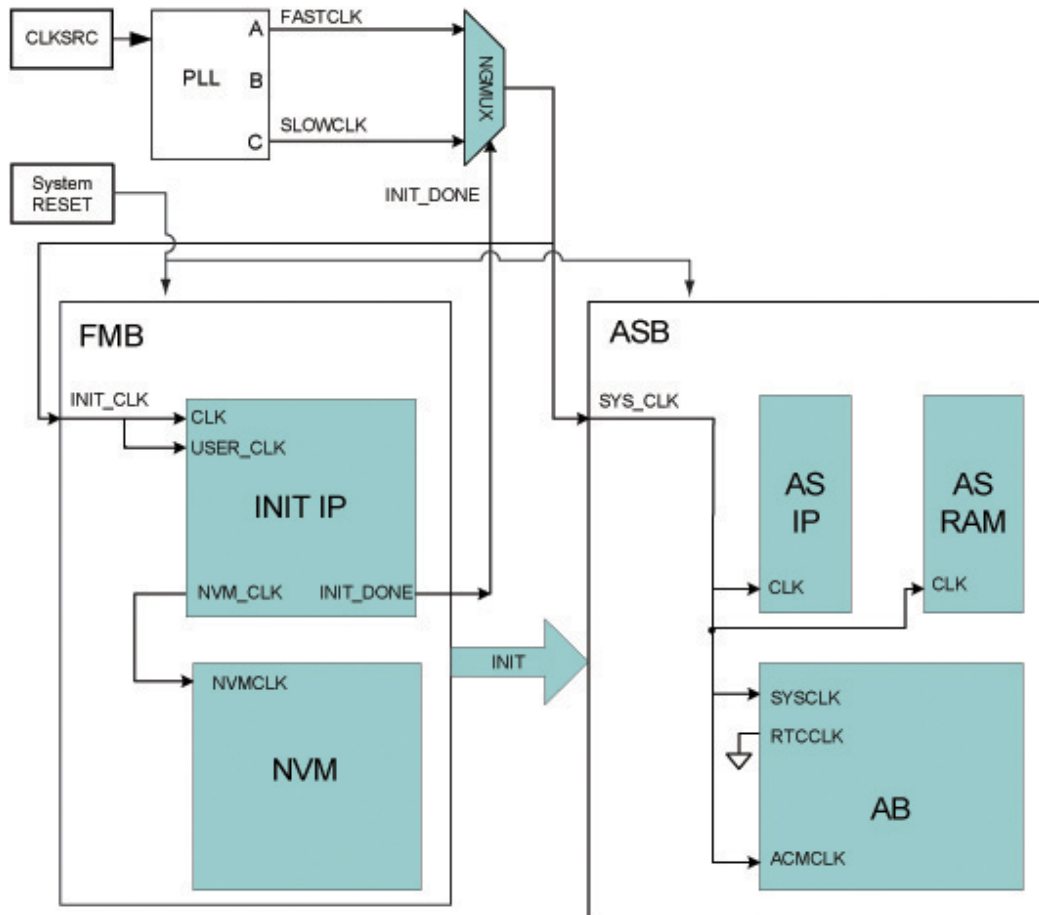 CLKSRC
PLL
A
FASTCLK
B
C
SLOWCLK
NGMUX
System
RESET
INIT_DONE
FMB
INIT_CLK
CLK
USER_CLK
INIT IP
NVM_CLK
INIT_DONE
NVMCLK
NVM
INIT
ASB
SYS_CLK
AS
IP
CLK
AS
RAM
CLK
SYSCLK
RTCCLK
AB
ACMCLK